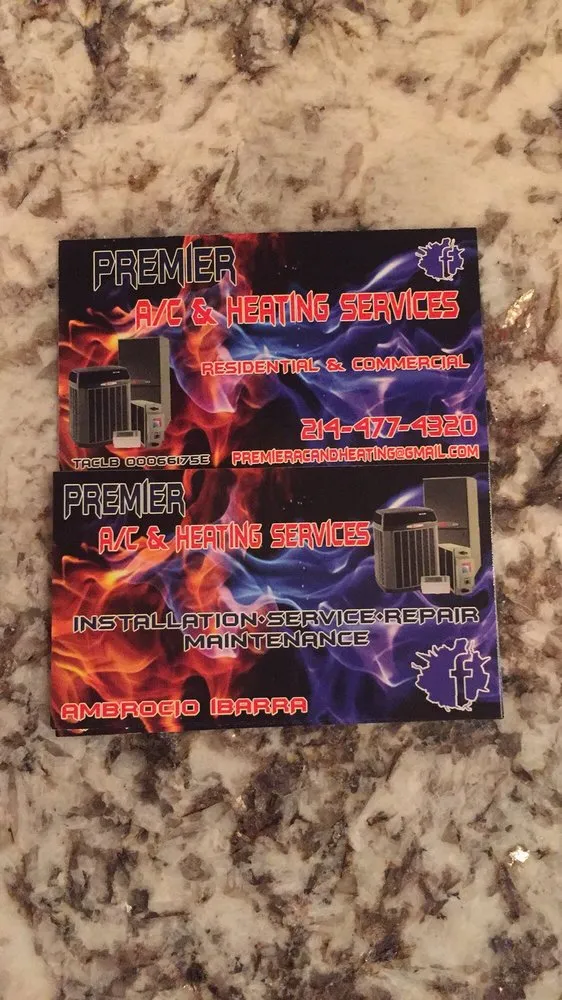 PREMIER
A/C & HEATING SERVICES
RESIDENTIAL & COMMERCIAL
214-477-4320
TACLB 00066175E
PREMIERACANDHEATING@GMAIL.COM
PREMIER
A/C & HEATING SERVICES
INSTALLATION•SERVICE•REPAIR
MAINTENANCE
AMBROCIO IBARRA